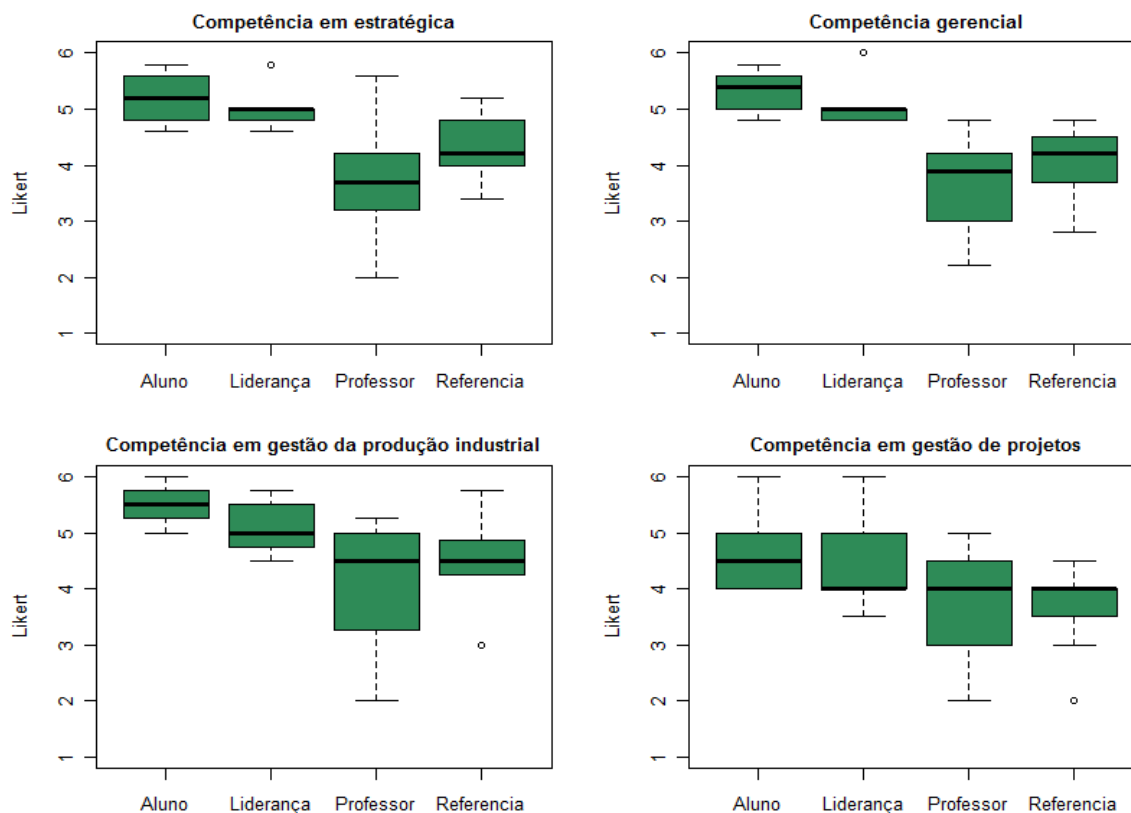 Competência em estratégica
Likert
6
5
4
3
2
1
Aluno Liderança Professor Referencia
Competência gerencial
Likert
6
5
4
3
2
1
Aluno Liderança Professor Referencia
Competência em gestão da produção industrial
Likert
6
5
4
3
2
1
Aluno Liderança Professor Referencia
Competência em gestão de projetos
Likert
6
5
4
3
2
1
Aluno Liderança Professor Referencia